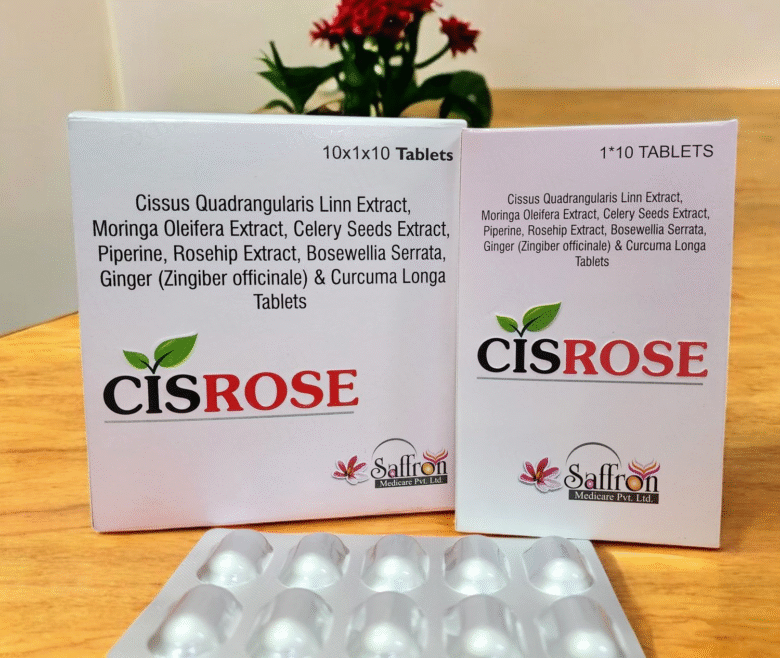 10x1x10 Tablets
Cissus Quadrangularis Linn Extract,
Moringa Oleifera Extract, Celery Seeds Extract,
Piperine, Rosehip Extract, Bosewellia Serrata,
Ginger (Zingiber officinale) & Curcuma Longa
Tablets
CISROSE
Saffron
Medicare Pvt. Ltd.
1*10 TABLETS
Cissus Quadrangularis Linn Extract,
Moringa Oleifera Extract, Celery Seeds Extract,
Piperine, Rosehip Extract, Bosewellia Serrata,
Ginger (Zingiber officinale) & Curcuma Longa
Tablets
CISROSE
Saffron
Medicare Pvt. Ltd.